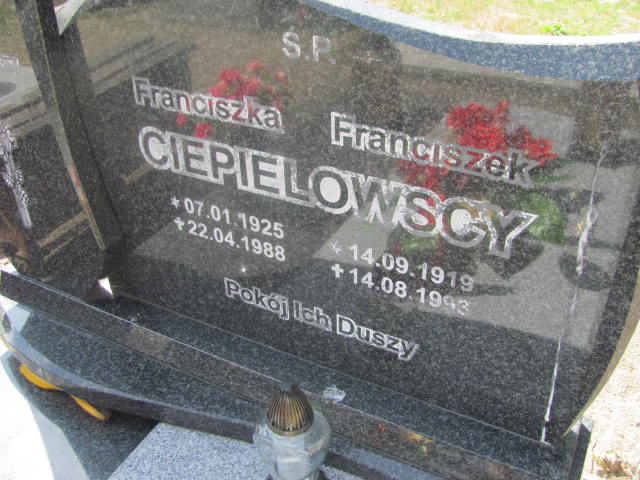 Ś.P.
Franciszka Franciszek
CIEPIELOWSCY
* 07.01.1925
✝ 22.04.1988
* 14.09.1919
✝ 14.08.1993
Pokój Ich Duszy